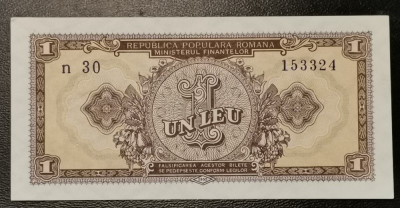 1
REPUBLICA POPULARA ROMANA
1
MINISTERUL FINANTELOR
n 30
153324
1
UN LEU
1
FALSIFICAREA ACESTOR BILETE
SE PEDEPSESTE CONFORM LEGILOR
1